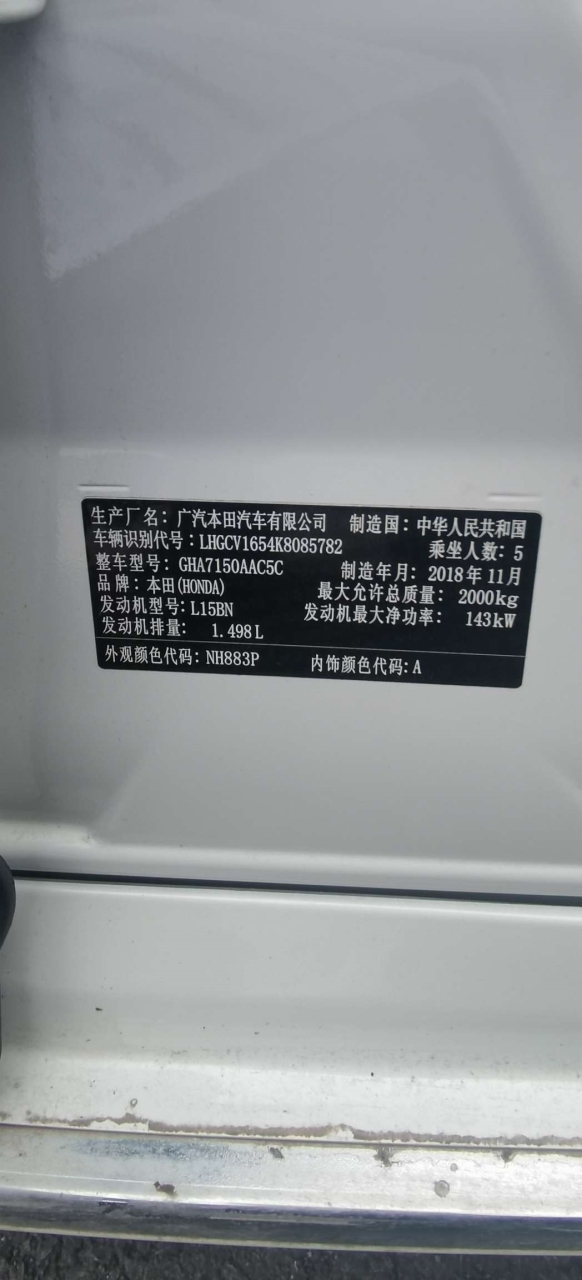 生产厂名：广汽本田汽车有限公司 制造国：中华人民共和国
车辆识别代号：LHGCV1654K8085782 乘坐人数：5
整车型号：GHA7150AAC5C 制造年月：2018年11月
品牌：本田(HONDA) 最大允许总质量：2000kg
发动机型号：L15BN 发动机最大净功率：143kW
发动机排量：1.498L
外观颜色代码：NH883P 内饰颜色代码：A